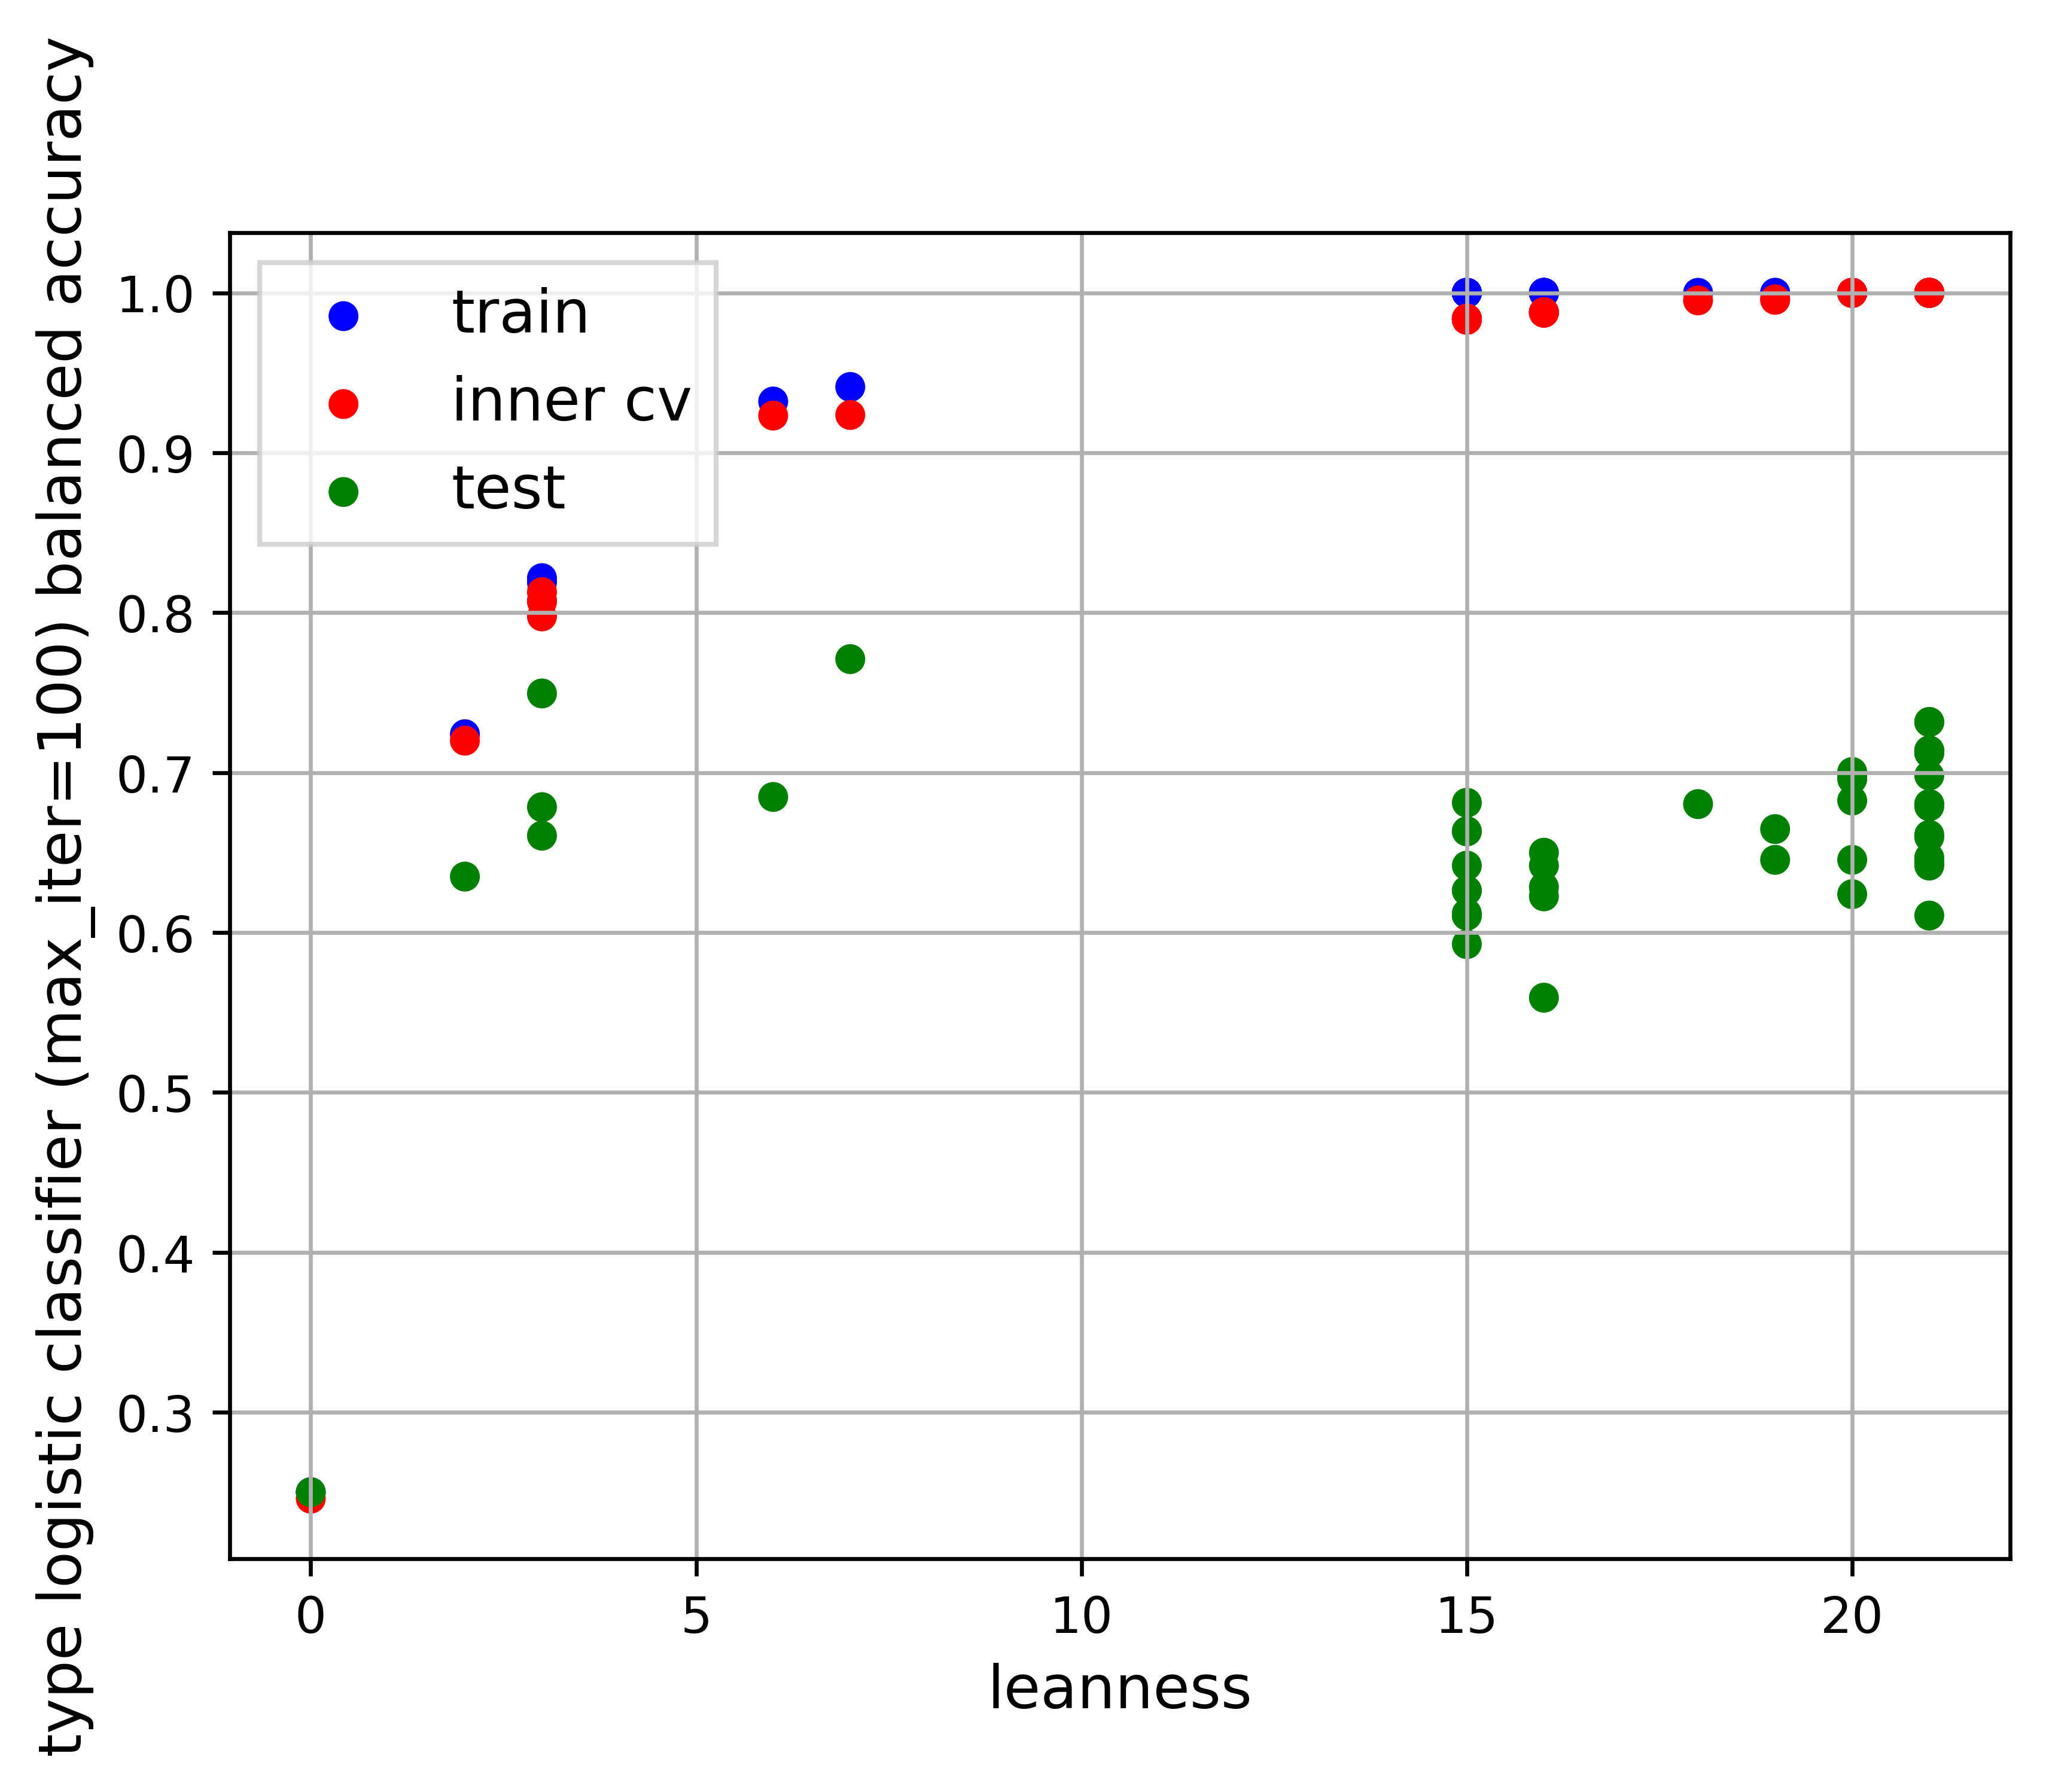 type logistic classifier (max_iter=100) balanced accuracy
train
inner cv
test
1.0
0.9
0.8
0.7
0.6
0.5
0.4
0.3
0 5 10 15 20
leanness